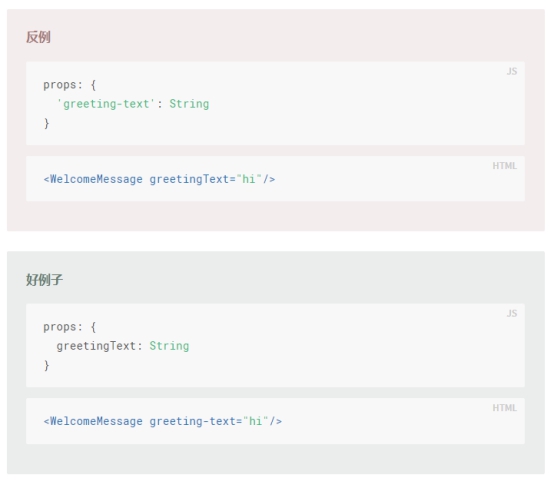 反例
JS
props: {
  'greeting-text': String
}
HTML
<WelcomeMessage greetingText="hi"/>
好例子
JS
props: {
  greetingText: String
}
HTML
<WelcomeMessage greeting-text="hi"/>